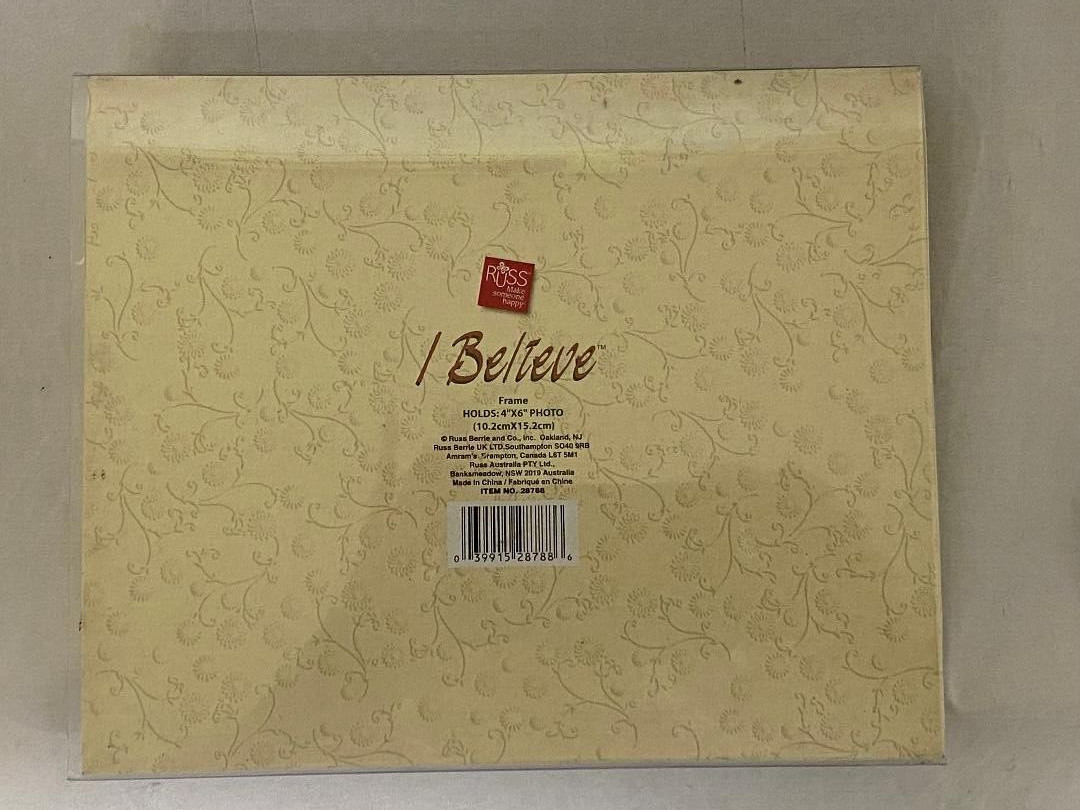 RUSS™
Make
someone
happy
I Believe™
Frame
HOLDS: 4"X6" PHOTO
(10.2cmX15.2cm)
© Russ Berrie and Co., Inc. Oakland, NJ
Russ Berrie UK LTD.Southampton SO40 9RB
Amram's Brampton, Canada L6T 5M1
Russ Australia PTY Ltd.,
Banksmeadow, NSW 2019 Australia
Made in China / Fabriqué en Chine
ITEM NO. 28788
0 39915 28788 6